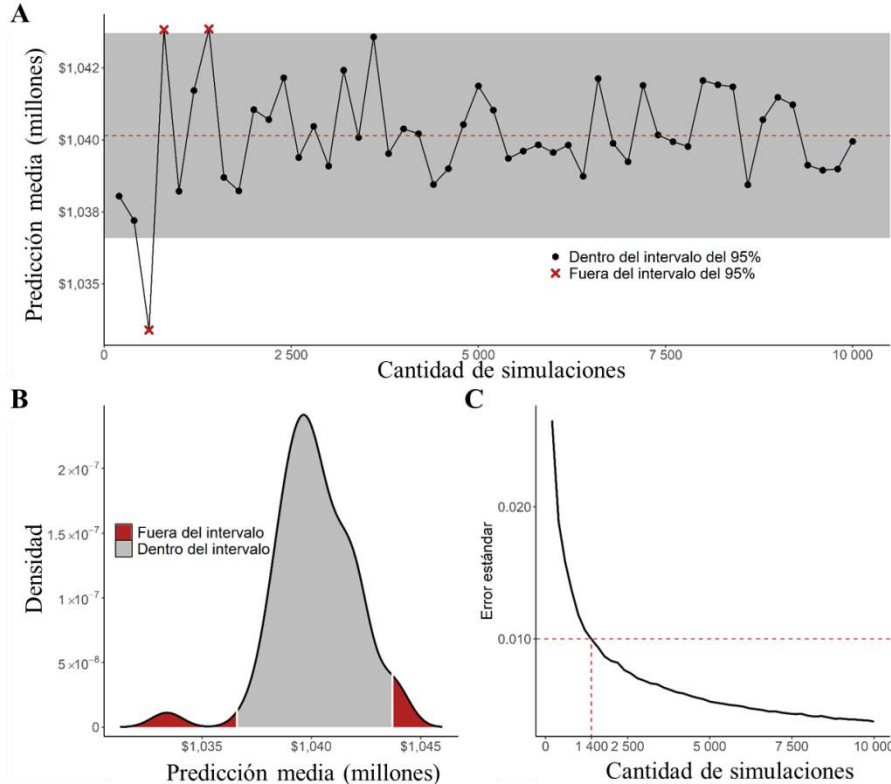 A
Predicción media (millones)
$1,042
$1,040
$1,038
$1,035
Dentro del intervalo del 95%
Fuera del intervalo del 95%
0
2 500
5 000
7 500
10 000
Cantidad de simulaciones
B
Densidad
2×10⁻⁷
1.5×10⁻⁷
1×10⁻⁷
5×10⁻⁸
0
Fuera del intervalo
Dentro del intervalo
$1,035
$1,040
$1,045
Predicción media (millones)
C
Error estándar
0.020
0.010
0
1 400
2 500
5 000
7 500
10 000
Cantidad de simulaciones